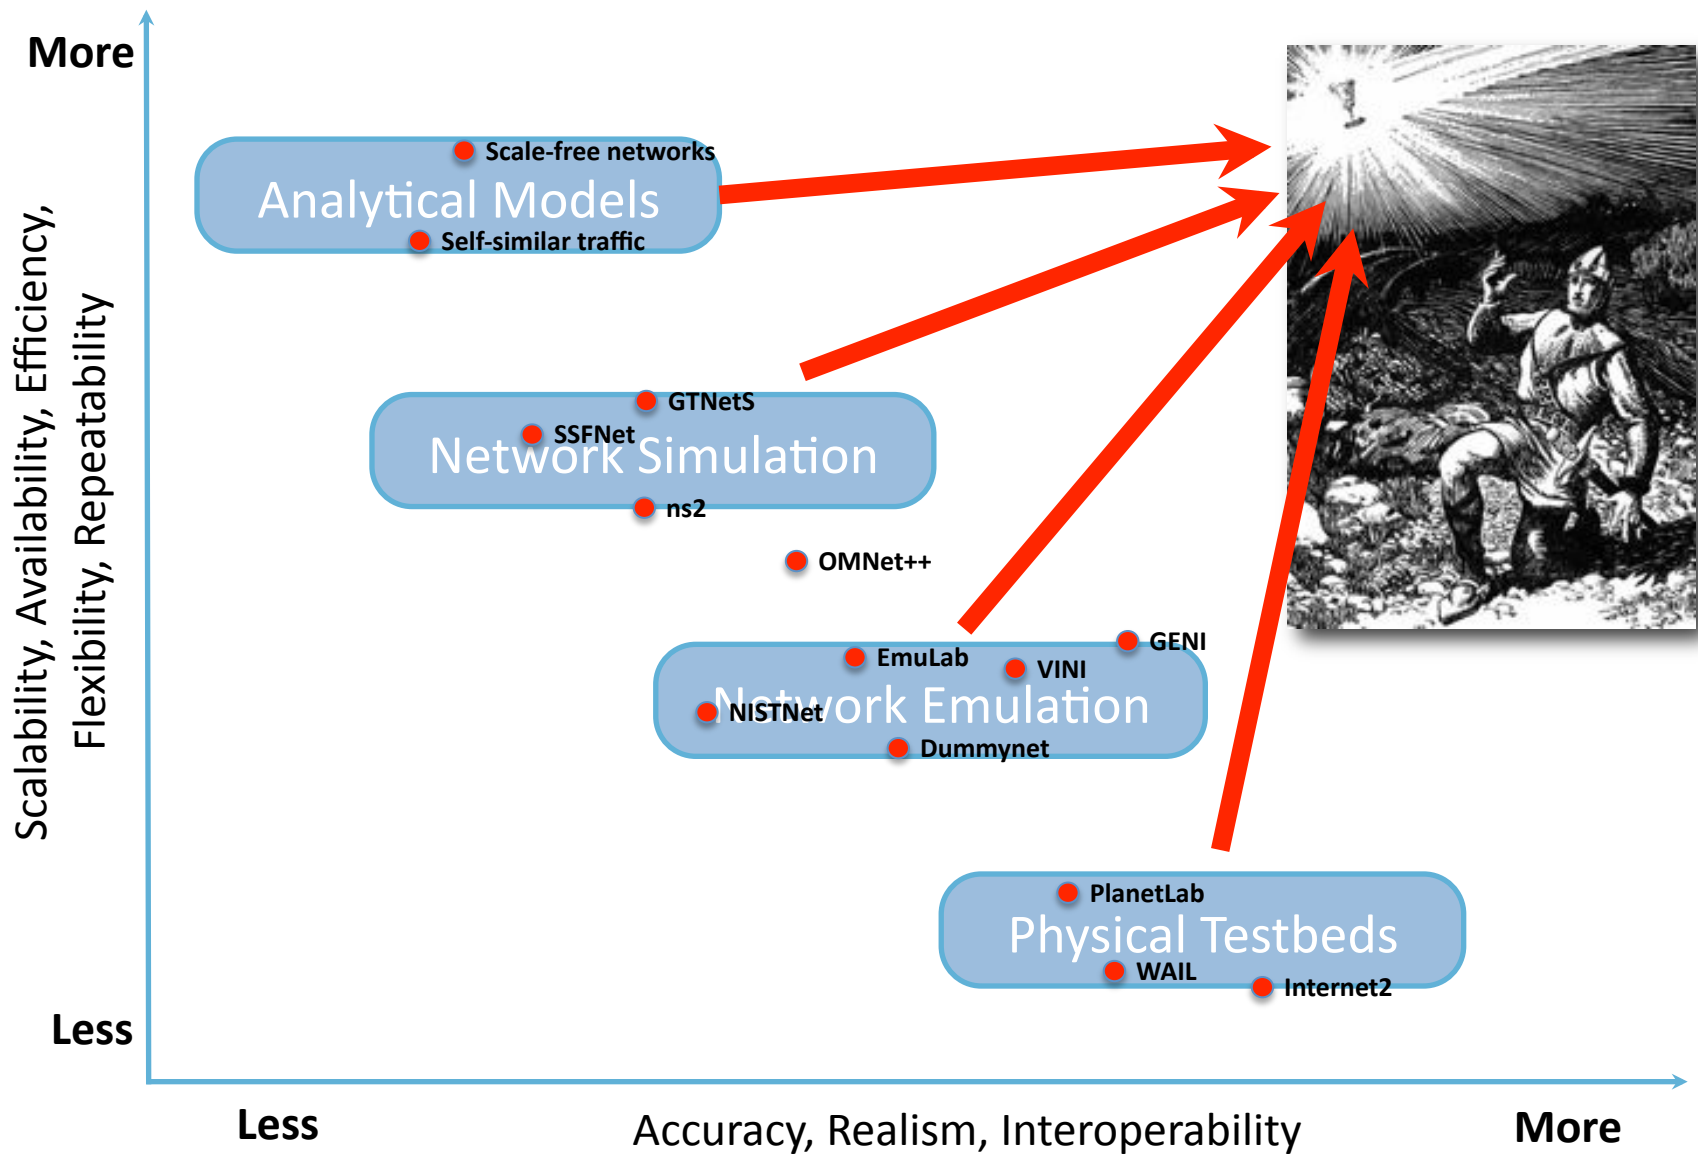 More
Scalability, Availability, Efficiency,
Flexibility, Repeatability
Scale-free networks
Analytical Models
Self-similar traffic
GTNetS
SSFNet
Network Simulation
ns2
OMNet++
GENI
EmuLab
VINI
Network Emulation
NISTNet
Dummynet
PlanetLab
Physical Testbeds
WAIL
Internet2
Less
Less
Accuracy, Realism, Interoperability
More